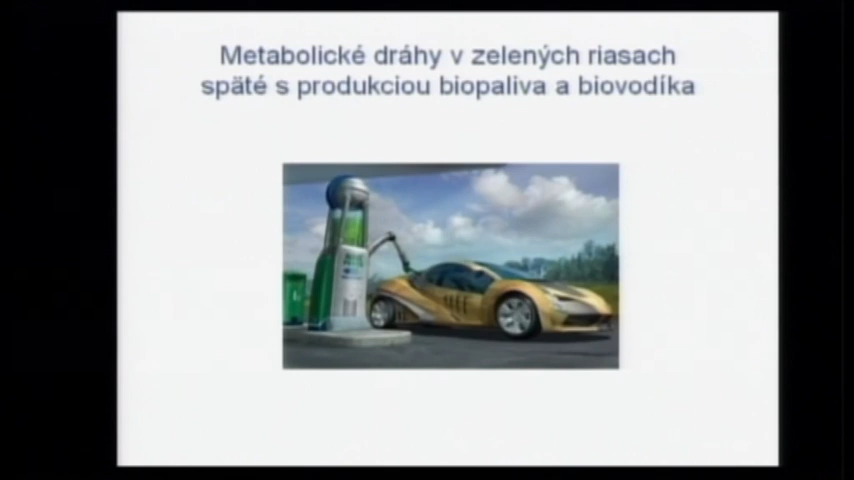 Metabolické dráhy v zelených riasach
späté s produkciou biopaliva a biovodíka